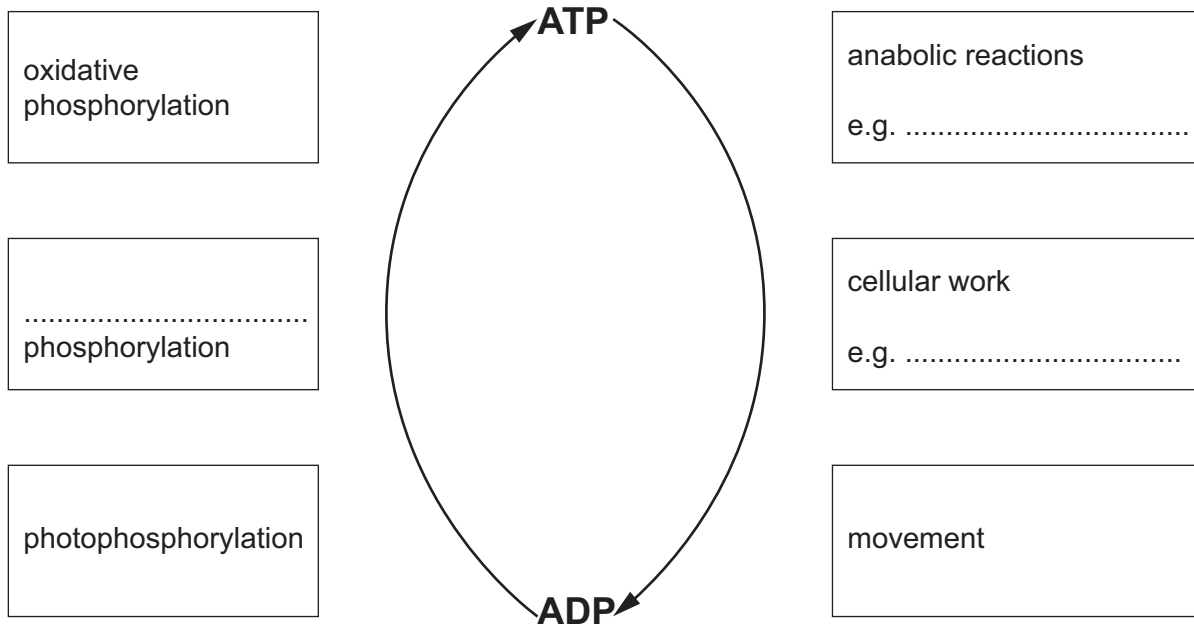 ATP
oxidative
phosphorylation
anabolic reactions
e.g. ...................................
...................................
phosphorylation
cellular work
e.g. ..................................
photophosphorylation
movement
ADP